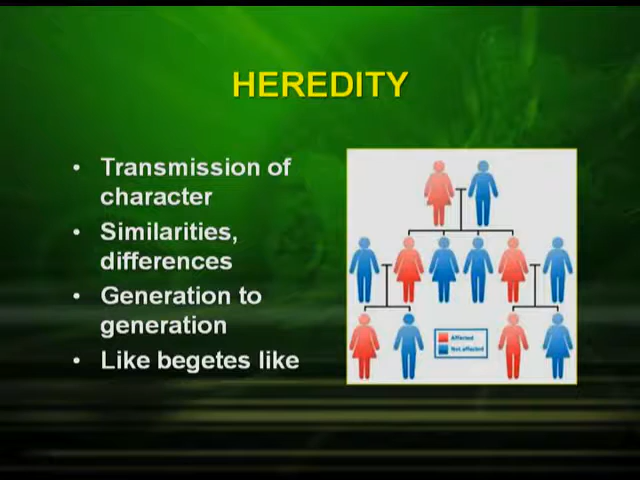 HEREDITY
• Transmission of
character
• Similarities,
differences
• Generation to
generation
• Like begetes like
Affected
Not affected